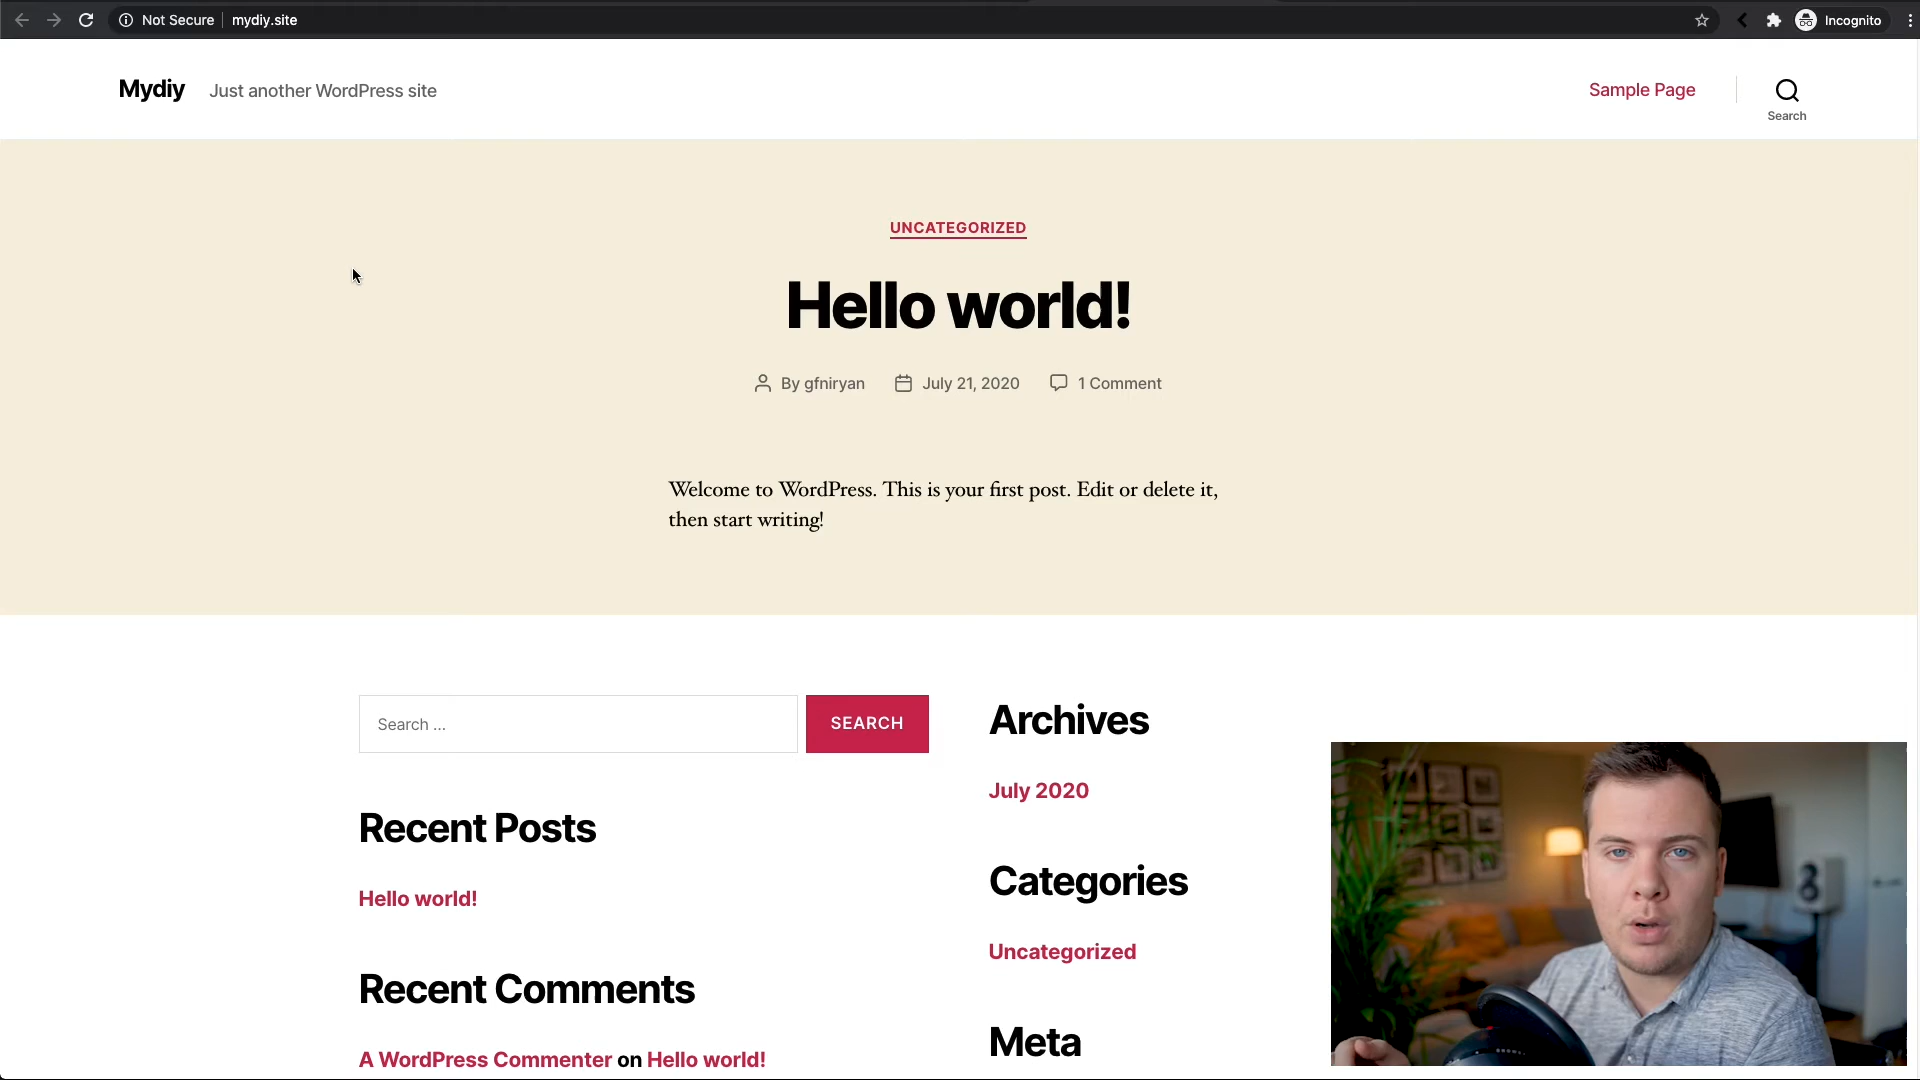 Not Secure mydiy.site
Incognito
Mydiy Just another WordPress site
Sample Page
Search
UNCATEGORIZED
Hello world!
By gfniryan July 21, 2020 1 Comment
Welcome to WordPress. This is your first post. Edit or delete it,
then start writing!
Search ...
SEARCH
Recent Posts
Hello world!
Recent Comments
A WordPress Commenter on Hello world!
Archives
July 2020
Categories
Uncategorized
Meta